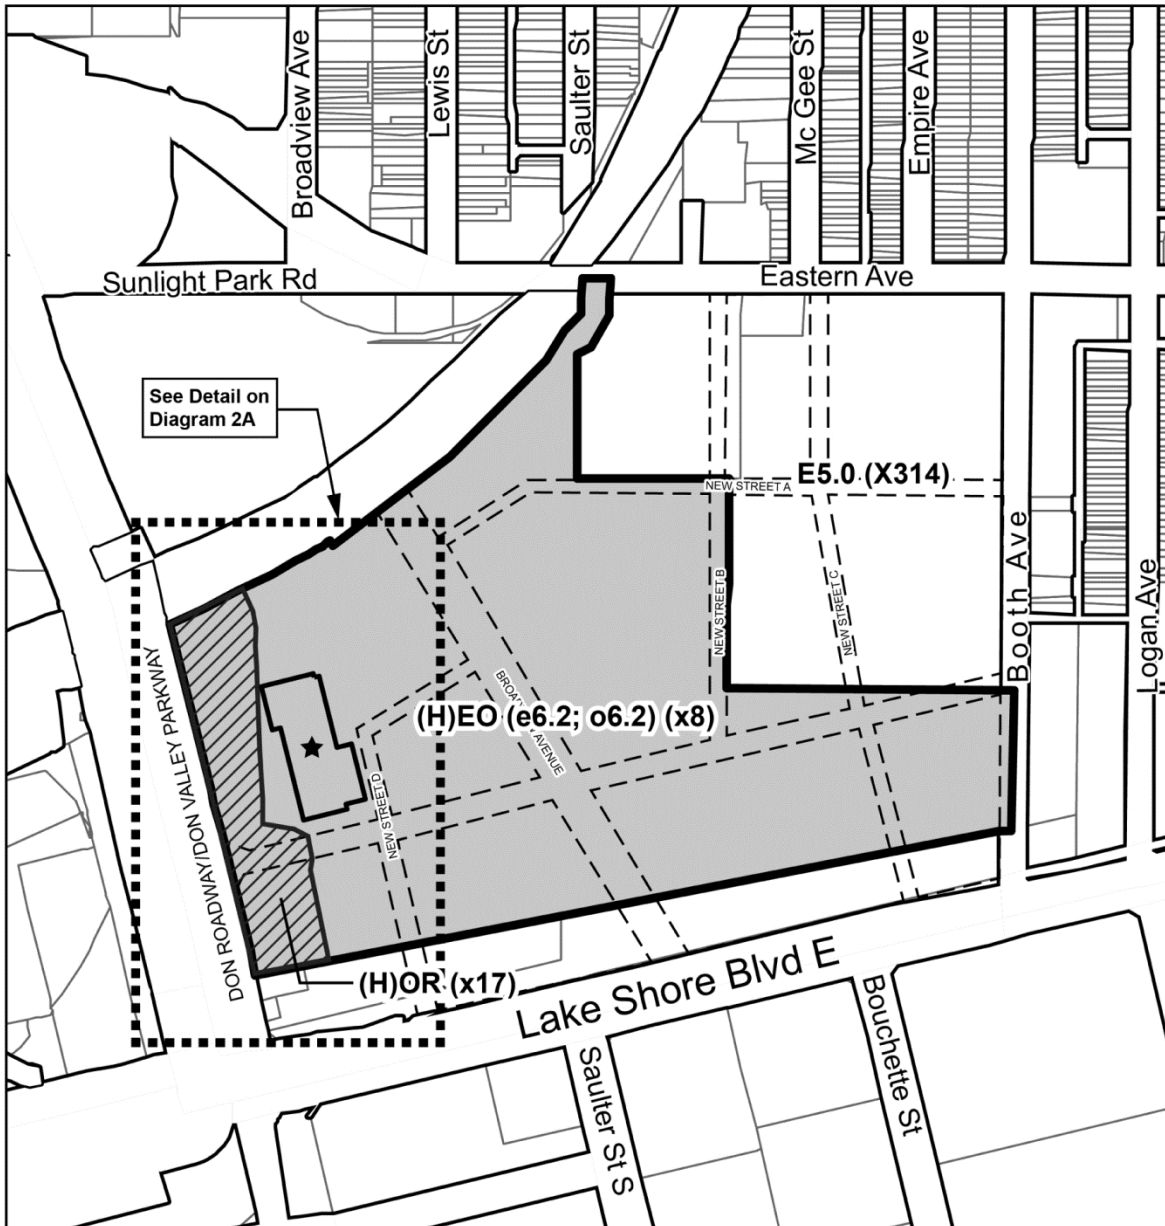 Broadview Ave
Lewis St
Saulter St
Mc Gee St
Empire Ave
Sunlight Park Rd
Eastern Ave
See Detail on
Diagram 2A
E5.0 (X314)
NEW STREET A
NEW STREET B
NEW STREET C
Booth Ave
Logan Ave
DON ROADWAY/DON VALLEY PARKWAY
(H)EO (e6.2; o6.2) (x8)
AVENUE
NEW STREET D
(H)OR (x17)
Lake Shore Blvd E
Saulter St S
Bouchette St